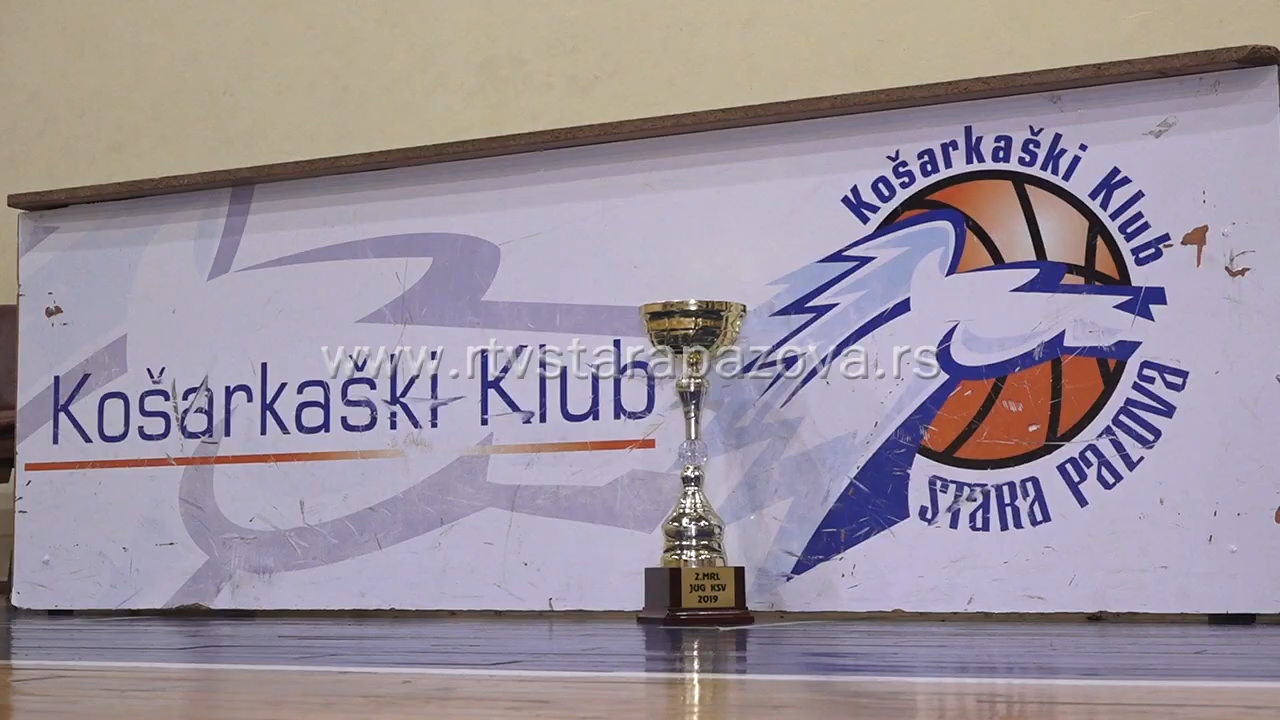 Košarkaški Klub
STARA PAZOVA
www.rtvstarapazova.rs
Košarkaški Klub
2.MRL
JUG KSV
2019